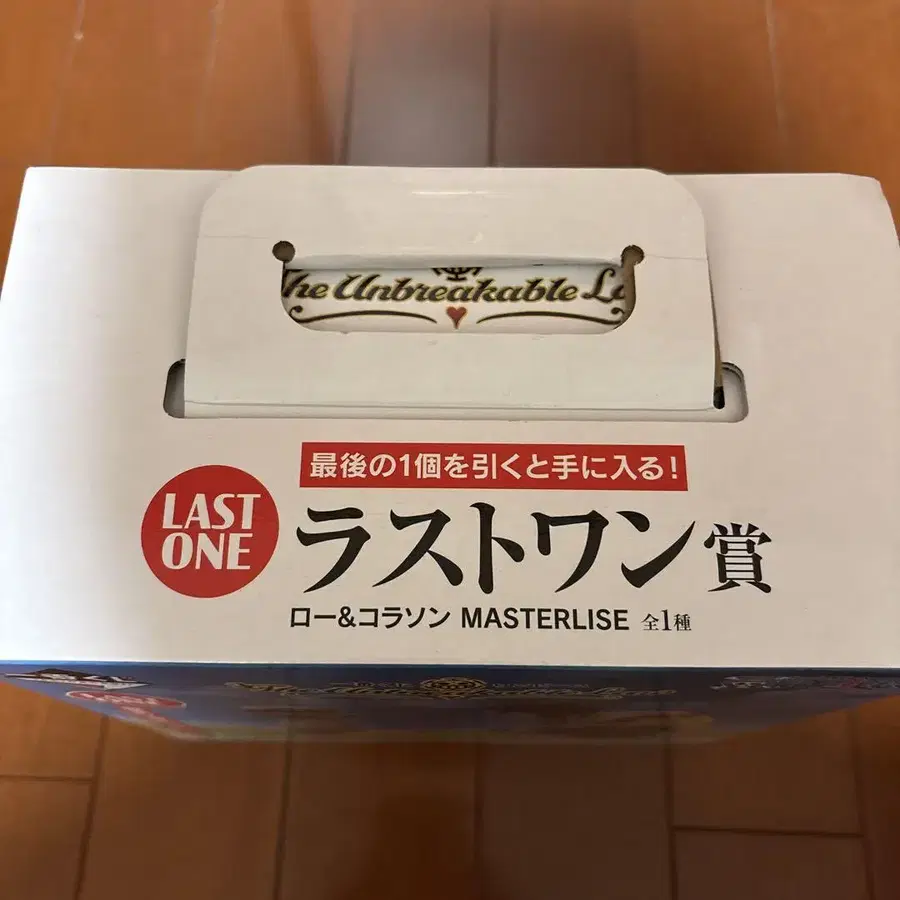 The Unbreakable
最後の1個を引くと手に入る!
LAST
ONE
ラストワン賞
ロー&コラソン MASTERLISE 全1種